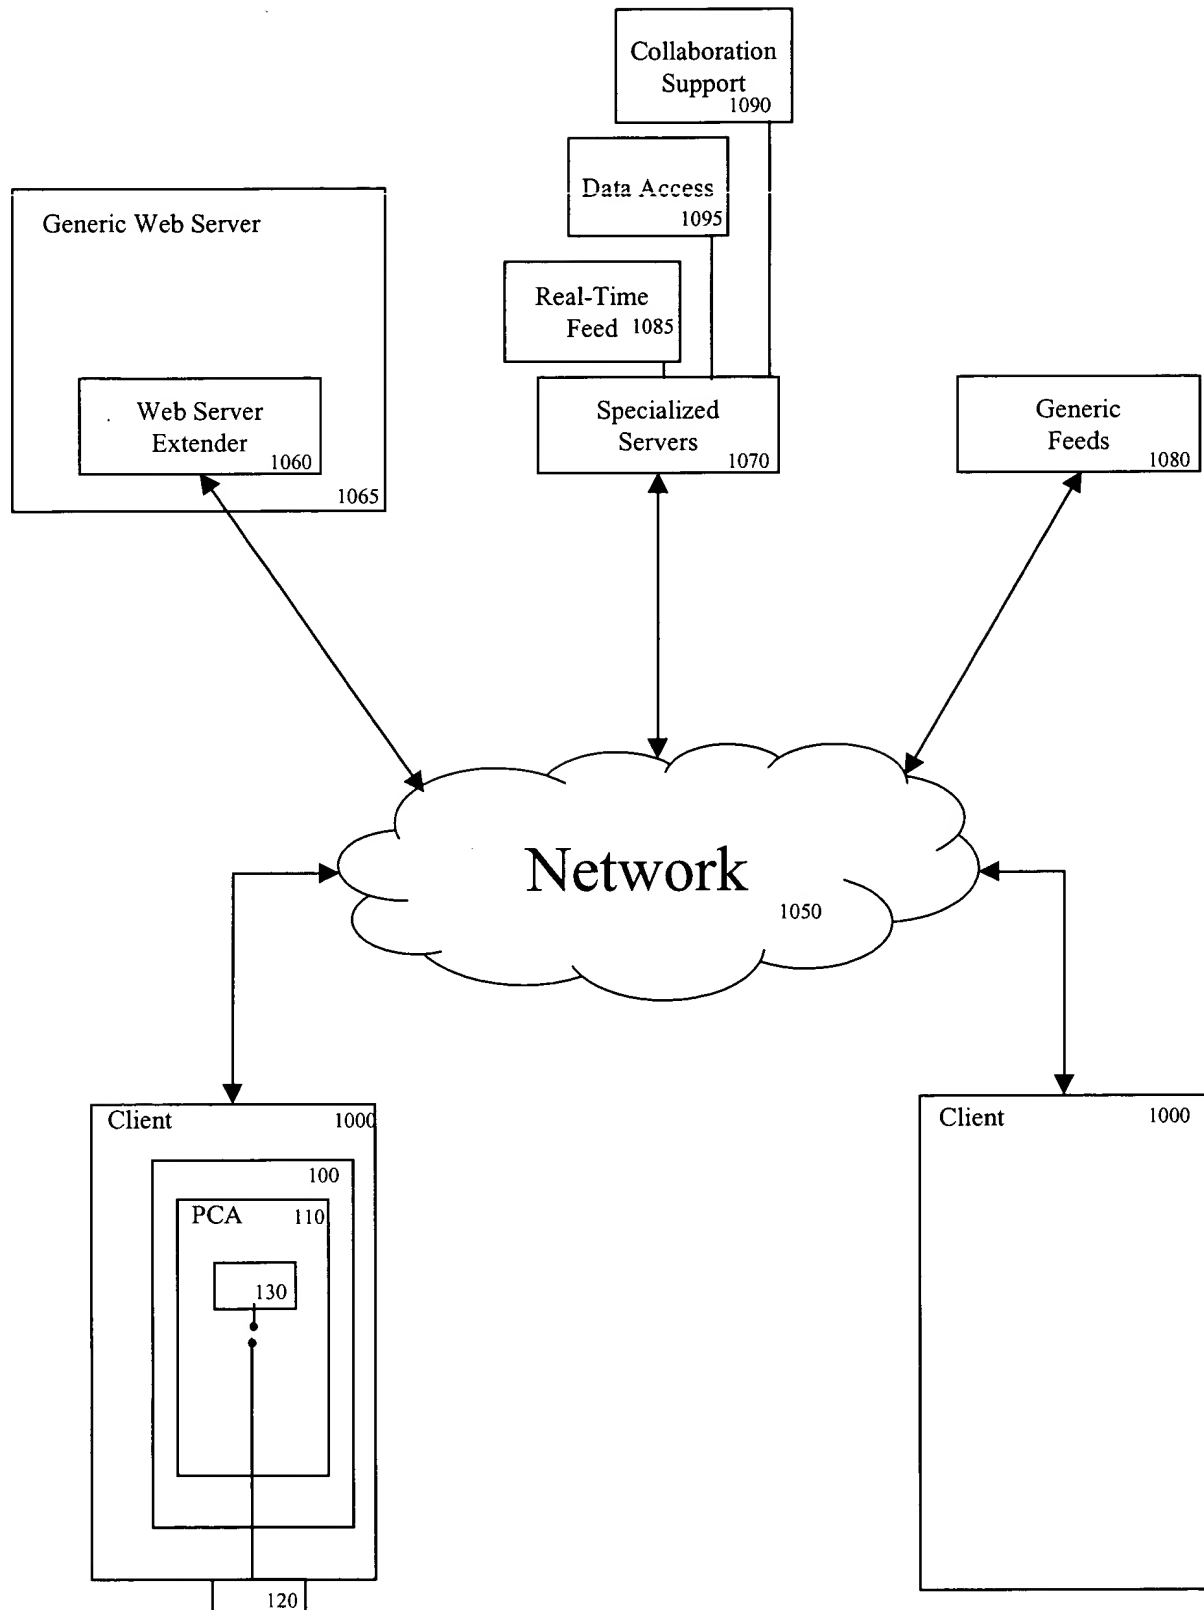 Collaboration
Support
1090
Data Access
1095
Generic Web Server
Real-Time
Feed 1085
Web Server
Extender
1060
1065
Specialized
Servers
1070
Generic
Feeds
1080
Network
1050
Client 1000
100
PCA 110
130
120
Client 1000